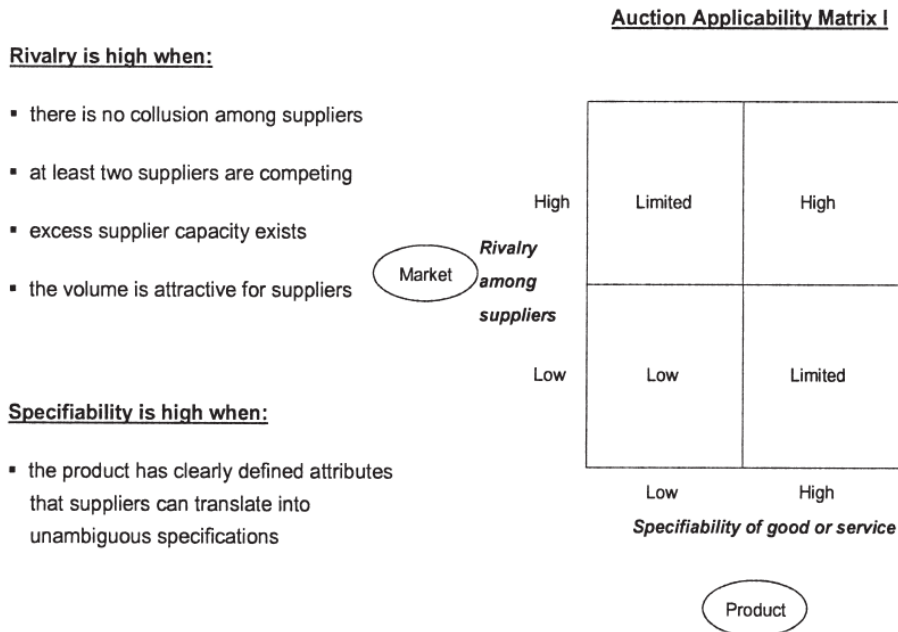 Auction Applicability Matrix I
Rivalry is high when:
▪ there is no collusion among suppliers
▪ at least two suppliers are competing
▪ excess supplier capacity exists
▪ the volume is attractive for suppliers
Specifiability is high when:
▪ the product has clearly defined attributes
that suppliers can translate into
unambiguous specifications
High
Limited
High
Market
Rivalry
among
suppliers
Low
Low
Limited
Low
High
Specifiability of good or service
Product